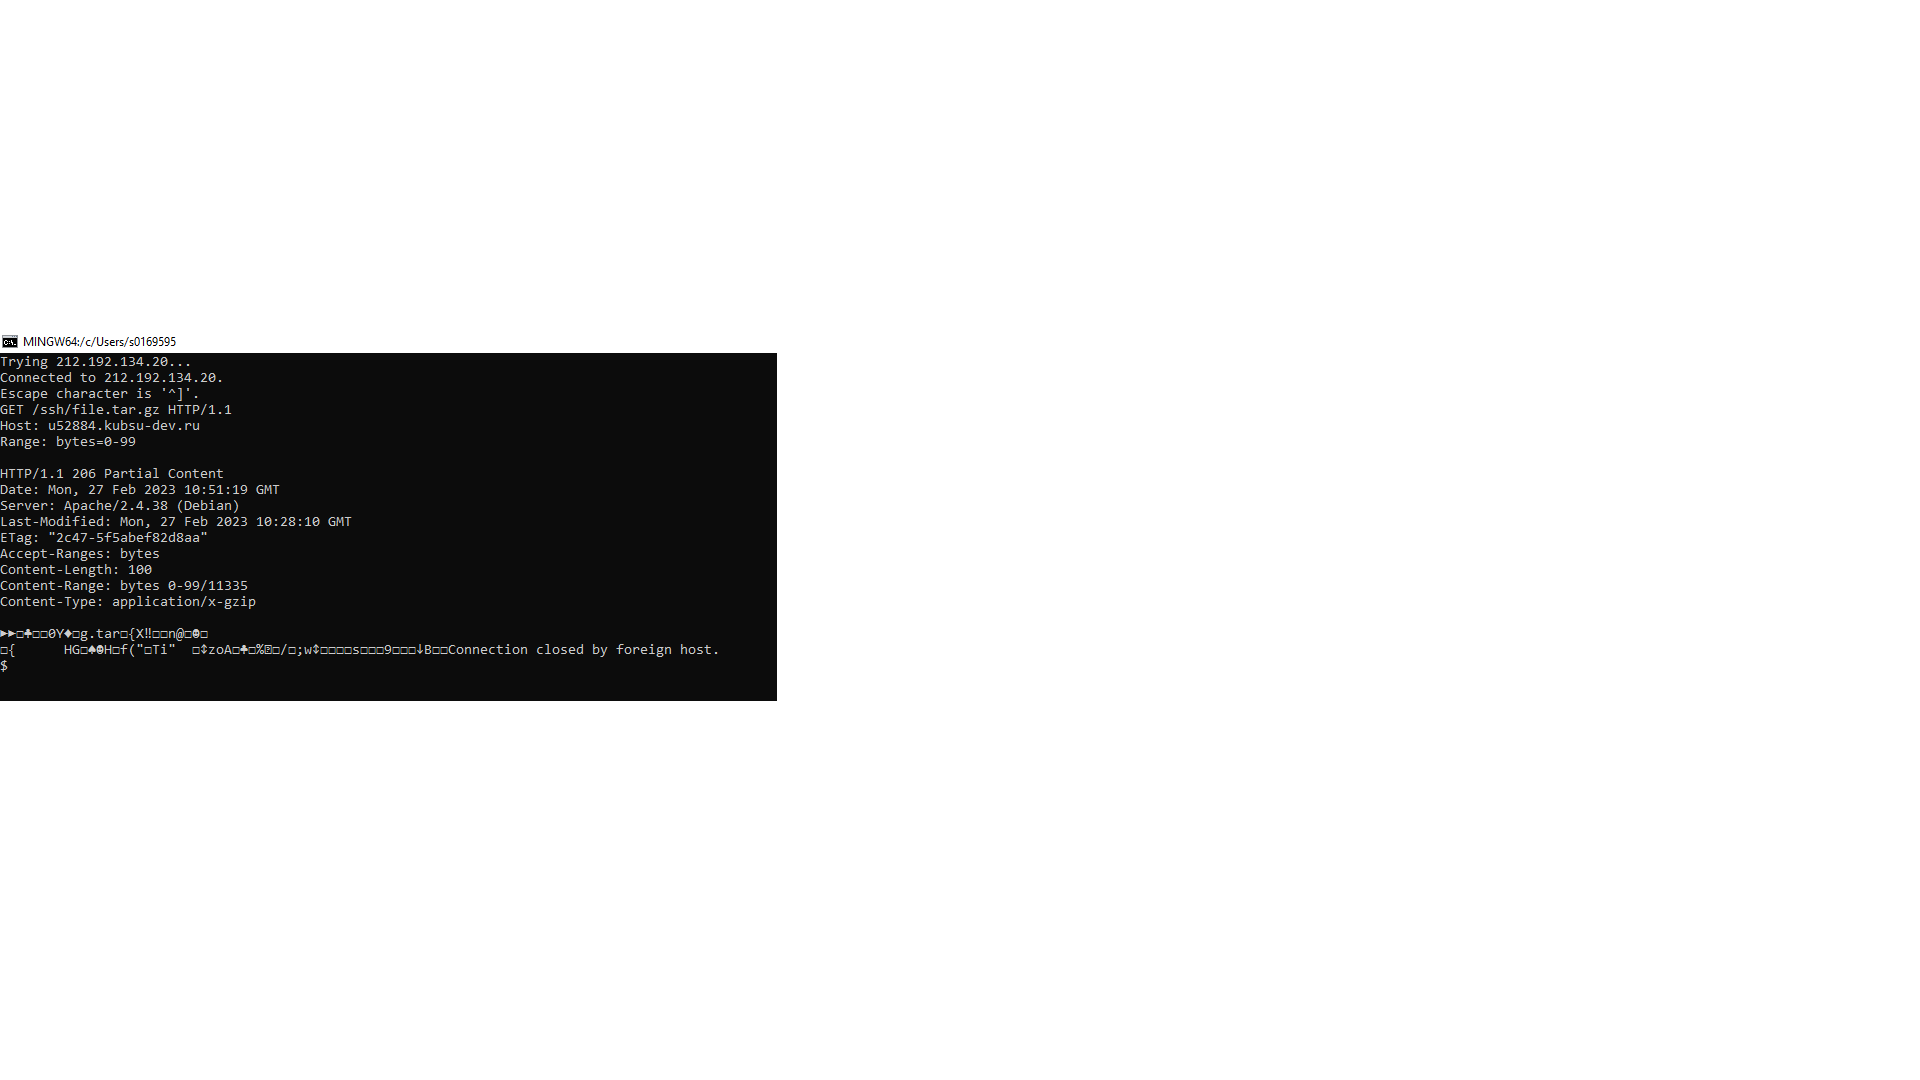 MINGW64:/c/Users/s0169595
Trying 212.192.134.20...
Connected to 212.192.134.20.
Escape character is '^]'.
GET /ssh/file.tar.gz HTTP/1.1
Host: u52884.kubsu-dev.ru
Range: bytes=0-99
HTTP/1.1 206 Partial Content
Date: Mon, 27 Feb 2023 10:51:19 GMT
Server: Apache/2.4.38 (Debian)
Last-Modified: Mon, 27 Feb 2023 10:28:10 GMT
ETag: "2c47-5f5abef82d8aa"
Accept-Ranges: bytes
Content-Length: 100
Content-Range: bytes 0-99/11335
Content-Type: application/x-gzip
►►□♣□□0Y♦□g.tar□{X‼□□n@□☻□
□{      HG□♠☻H□f("□Ti"  □↕zoA□♣□%⍰□/□;w↕□□□□s□□□9□□□↓B□□Connection closed by foreign host.
$